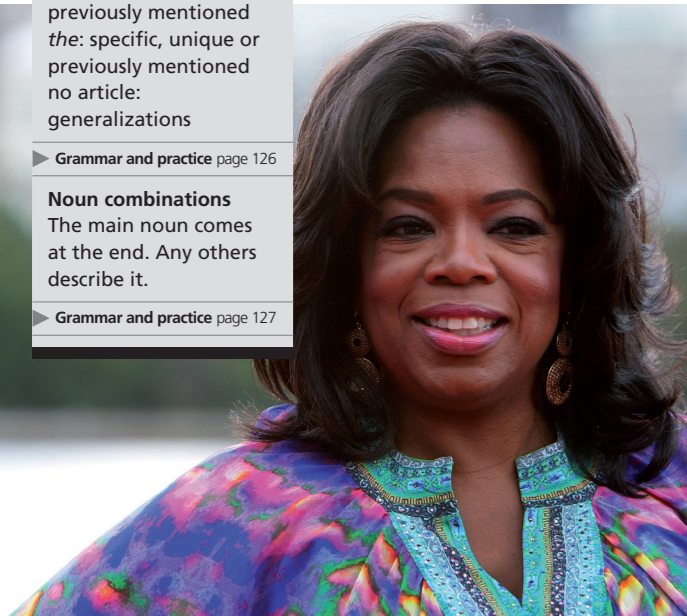 previously mentioned
the: specific, unique or
previously mentioned
no article:
generalizations
Grammar and practice page 126
Noun combinations
The main noun comes
at the end. Any others
describe it.
Grammar and practice page 127